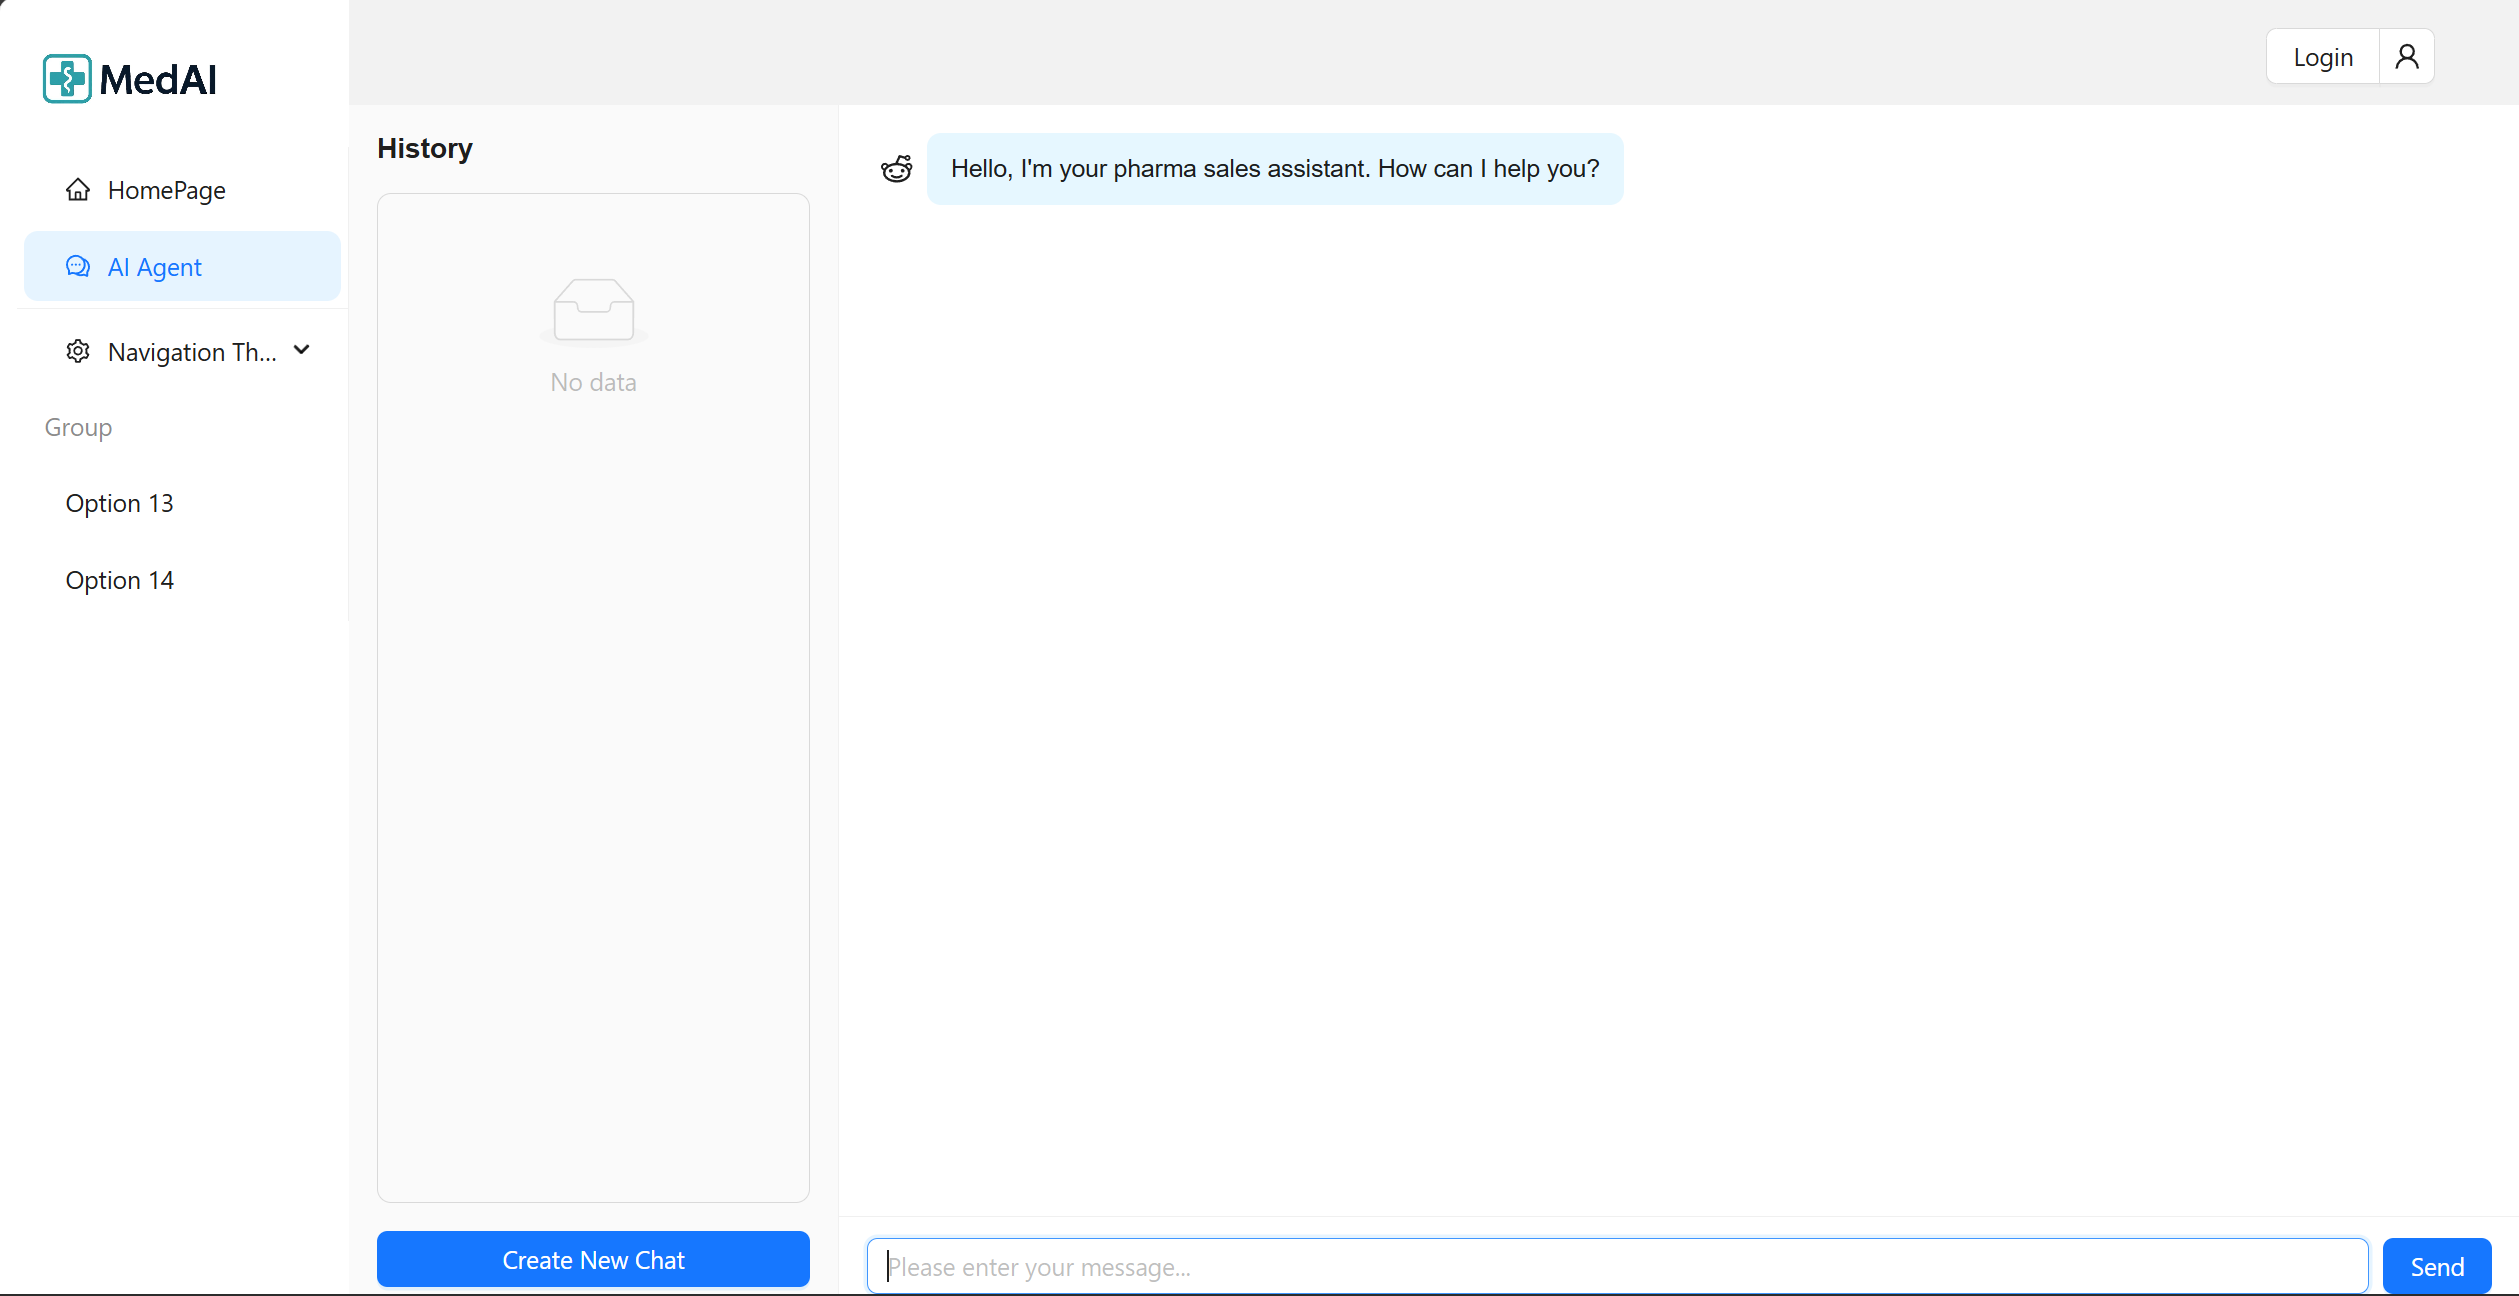 MedAI
HomePage
AI Agent
Navigation Th...
Group
Option 13
Option 14
Login
History
No data
Create New Chat
Hello, I'm your pharma sales assistant. How can I help you?
Please enter your message...
Send